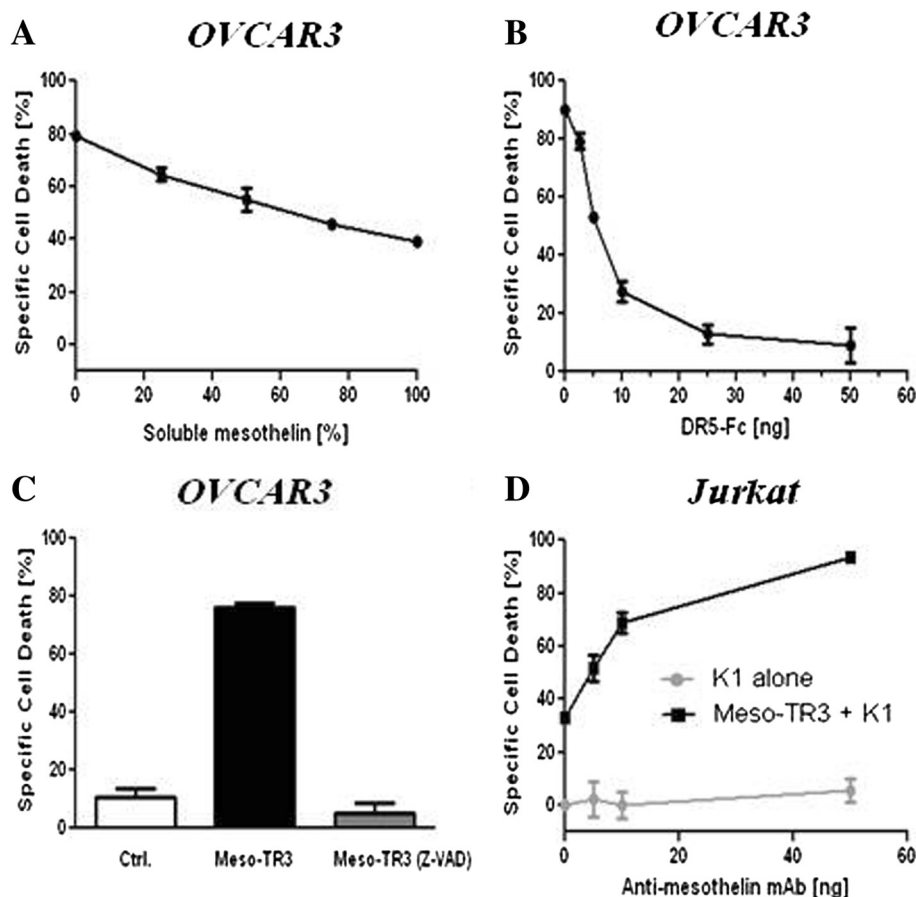 A
OVCAR3
Specific Cell Death [%]
100
80
60
40
20
0
0 20 40 60 80 100
Soluble mesothelin [%]
B
OVCAR3
Specific Cell Death [%]
100
80
60
40
20
0
0 10 20 30 40 50 60
DR5-Fc [ng]
C
OVCAR3
Specific Cell Death [%]
100
80
60
40
20
0
Ctrl. Meso-TR3 Meso-TR3 (Z-VAD)
D
Jurkat
Specific Cell Death [%]
100
80
60
40
20
0
K1 alone
Meso-TR3 + K1
0 20 40 60
Anti-mesothelin mAb [ng]